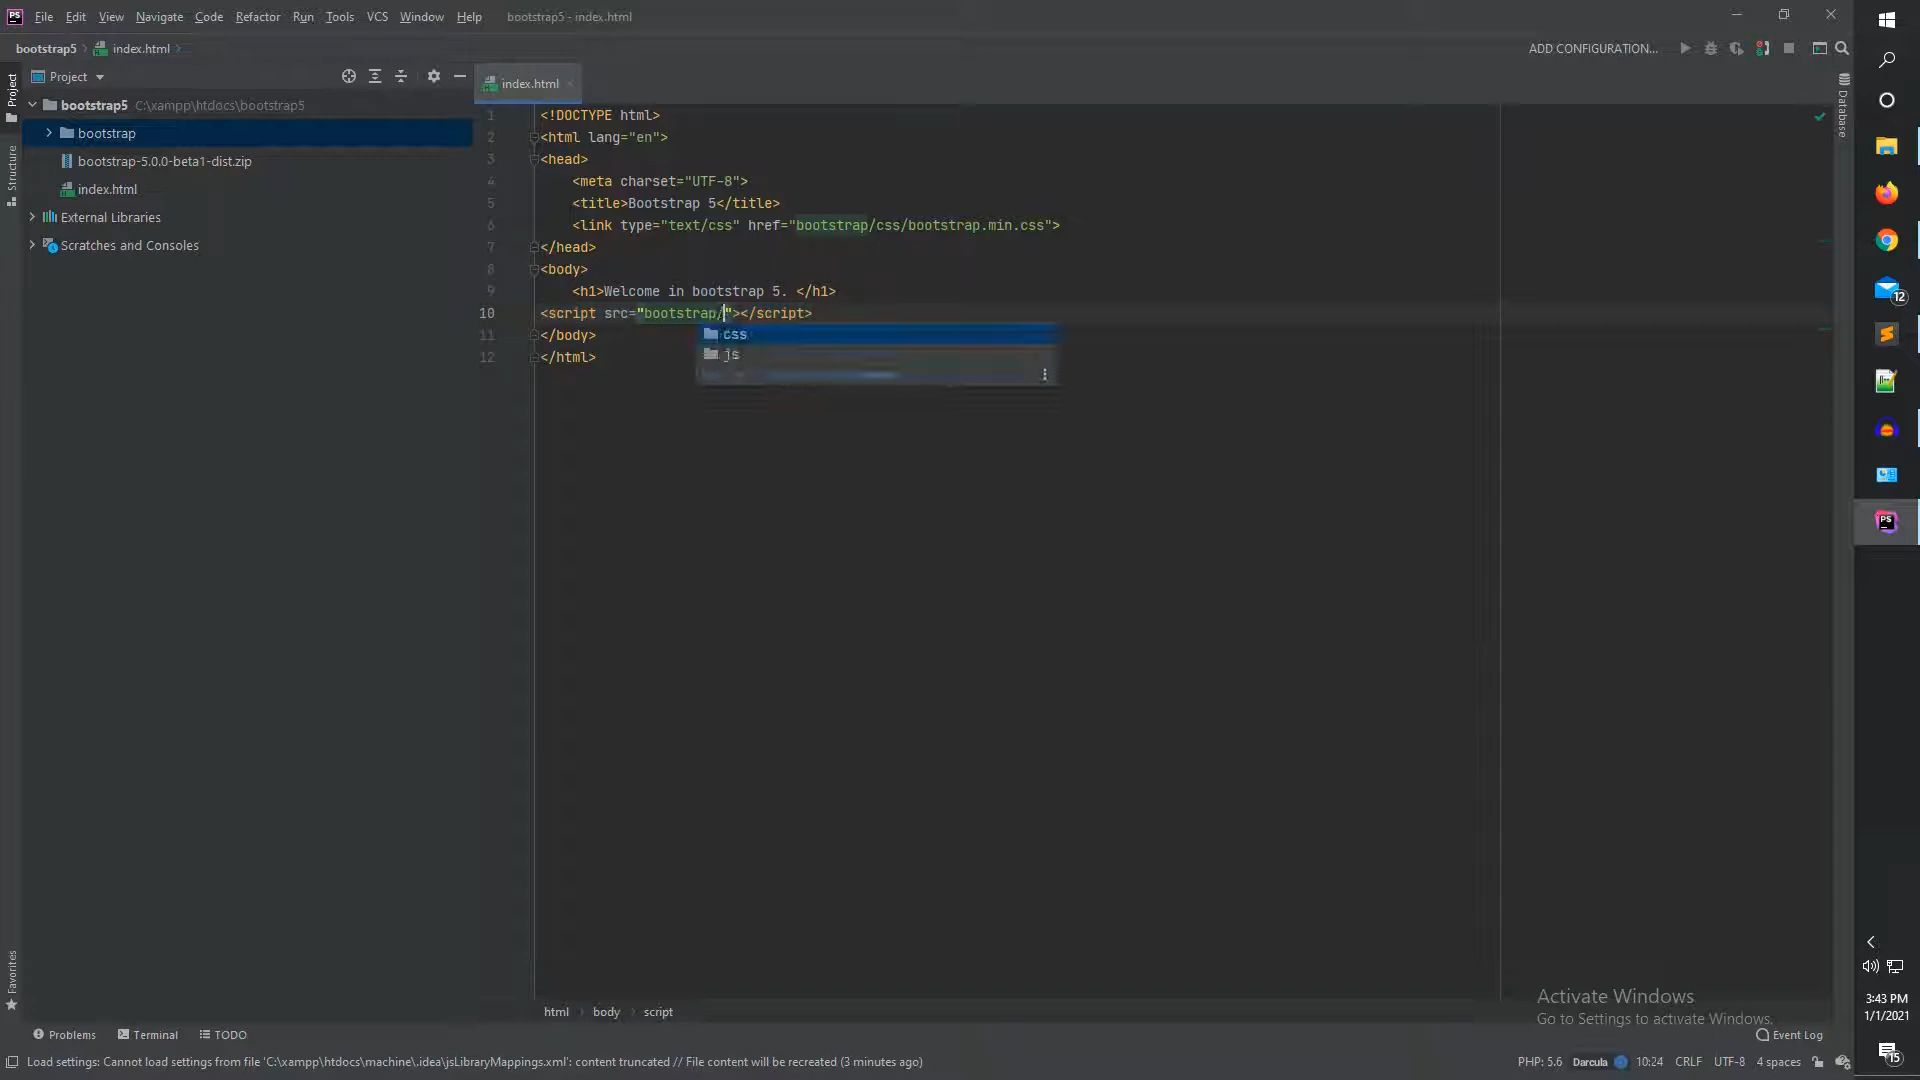 PS File Edit View Navigate Code Refactor Run Tools VCS Window Help bootstrap5 - index.html
bootstrap5 index.html ADD CONFIGURATION...
Project index.html
Project
bootstrap5 C:\xampp\htdocs\bootstrap5
bootstrap
bootstrap-5.0.0-beta1-dist.zip
index.html
External Libraries
Scratches and Consoles
Structure
Favorites
1 <!DOCTYPE html>
2 <html lang="en">
3 <head>
4 <meta charset="UTF-8">
5 <title>Bootstrap 5</title>
6 <link type="text/css" href="bootstrap/css/bootstrap.min.css">
7 </head>
8 <body>
9 <h1>Welcome in bootstrap 5. </h1>
10 <script src="bootstrap/"></script>
11 </body>
12 </html>
css
js
Database
12
PS
html body script
Activate Windows
Go to Settings to activate Windows.
3:43 PM
1/1/2021
15
Problems Terminal TODO Event Log
Load settings: Cannot load settings from file 'C:\xampp\htdocs\machine\.idea\jsLibraryMappings.xml': content truncated // File content will be recreated (3 minutes ago) PHP: 5.6 Darcula 10:24 CRLF UTF-8 4 spaces